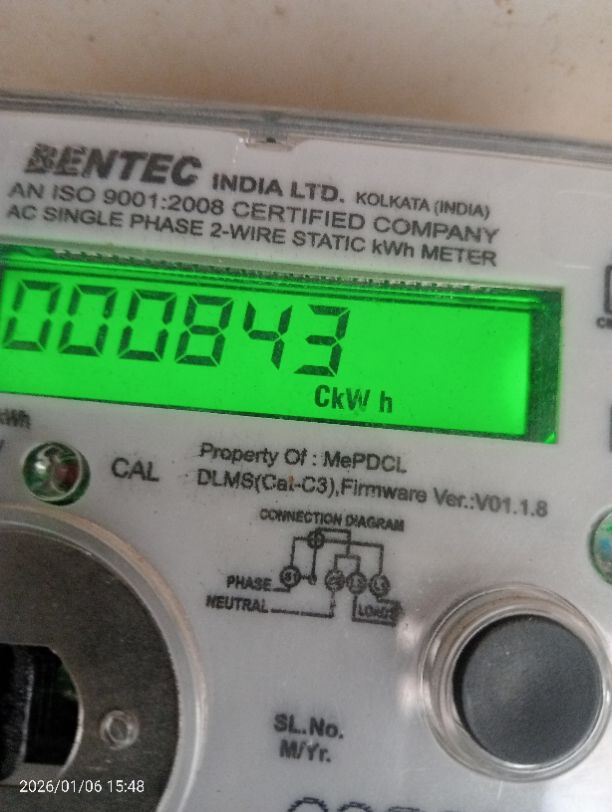 BENTEC INDIA LTD. KOLKATA (INDIA)
AN ISO 9001:2008 CERTIFIED COMPANY
AC SINGLE PHASE 2-WIRE STATIC kWh METER
000843
CkW h
kWh
CAL
Property Of : MePDCL
DLMS(Cat-C3),Firmware Ver.:V01.1.8
CONNECTION DIAGRAM
PHASE
NEUTRAL
LOAD
SL.No.
M/Yr.
2026/01/06 15:48